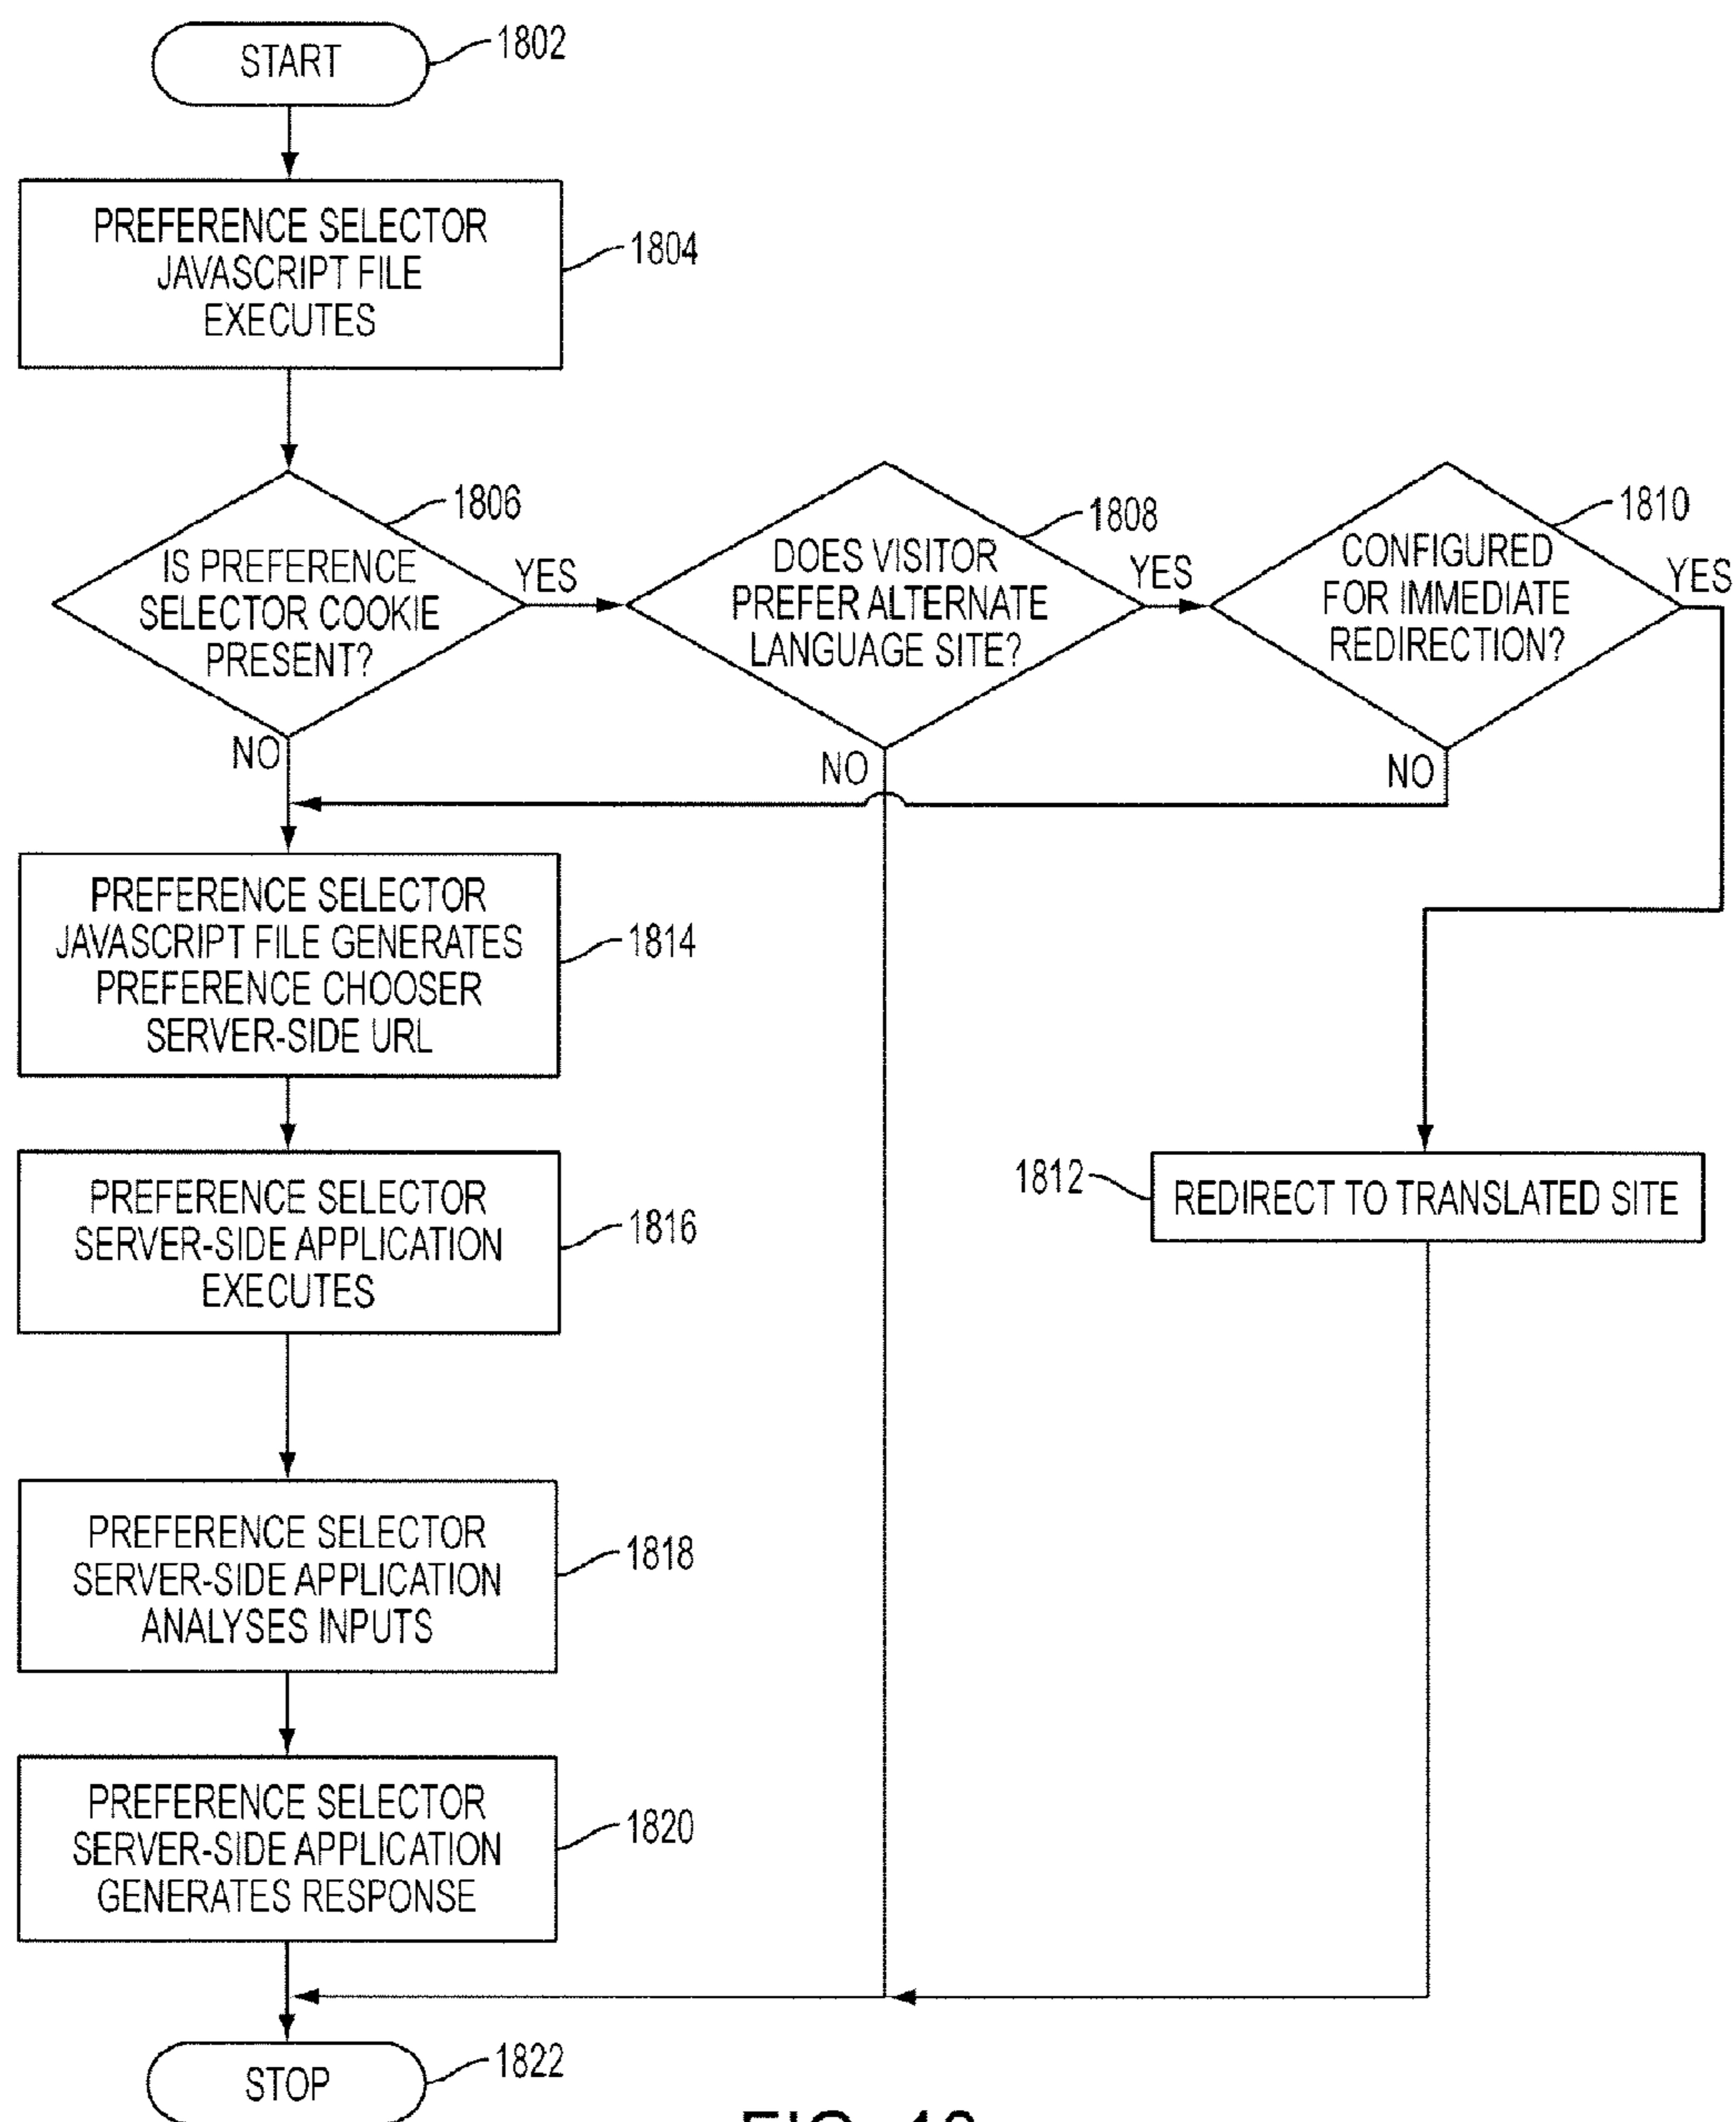 START
1802
PREFERENCE SELECTOR
JAVASCRIPT FILE
EXECUTES
1804
IS PREFERENCE
SELECTOR COOKIE
PRESENT?
1806
YES
NO
DOES VISITOR
PREFER ALTERNATE
LANGUAGE SITE?
1808
YES
NO
CONFIGURED
FOR IMMEDIATE
REDIRECTION?
1810
YES
NO
PREFERENCE SELECTOR
JAVASCRIPT FILE GENERATES
PREFERENCE CHOOSER
SERVER-SIDE URL
1814
PREFERENCE SELECTOR
SERVER-SIDE APPLICATION
EXECUTES
1816
1812
REDIRECT TO TRANSLATED SITE
PREFERENCE SELECTOR
SERVER-SIDE APPLICATION
ANALYSES INPUTS
1818
PREFERENCE SELECTOR
SERVER-SIDE APPLICATION
GENERATES RESPONSE
1820
STOP
1822
FIG.